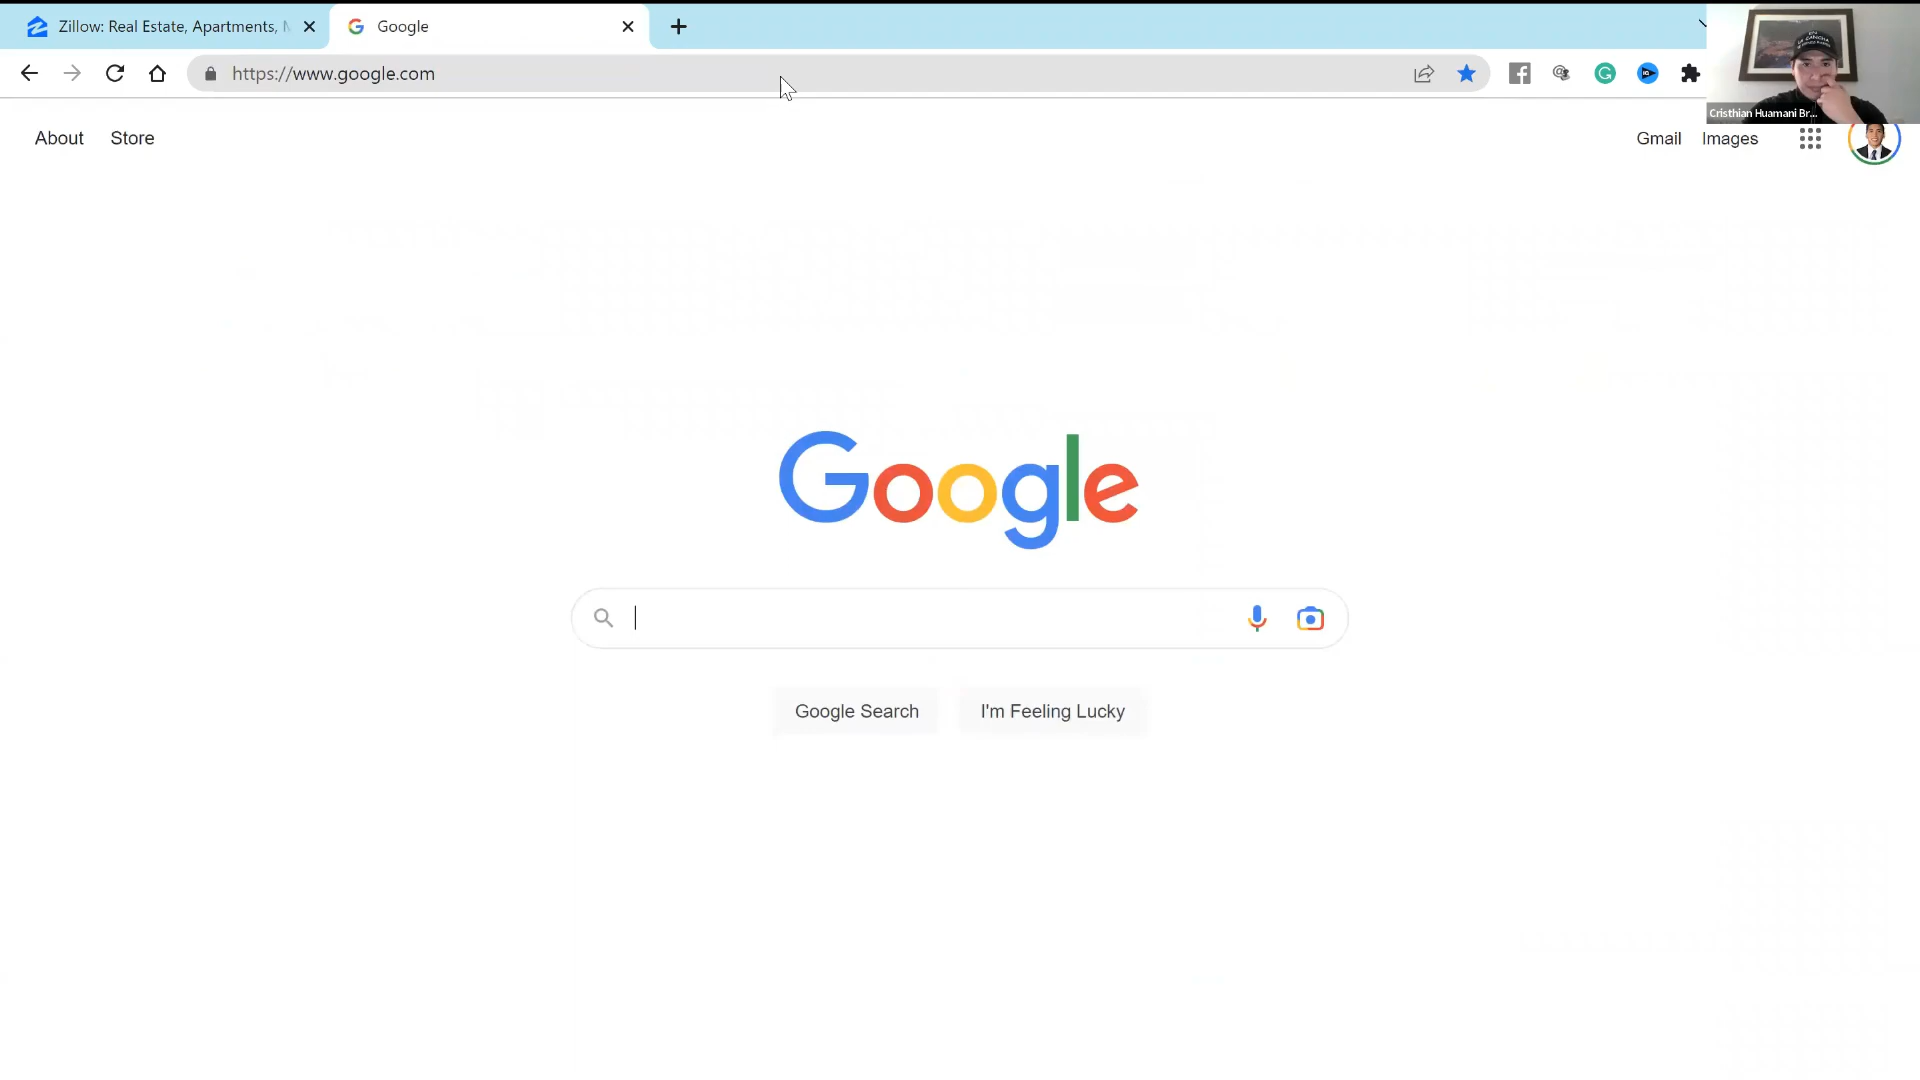 Zillow: Real Estate, Apartments,
Google
https://www.google.com
Cristhian Huamani Br...
About
Store
Gmail
Images
Google
Google Search
I'm Feeling Lucky